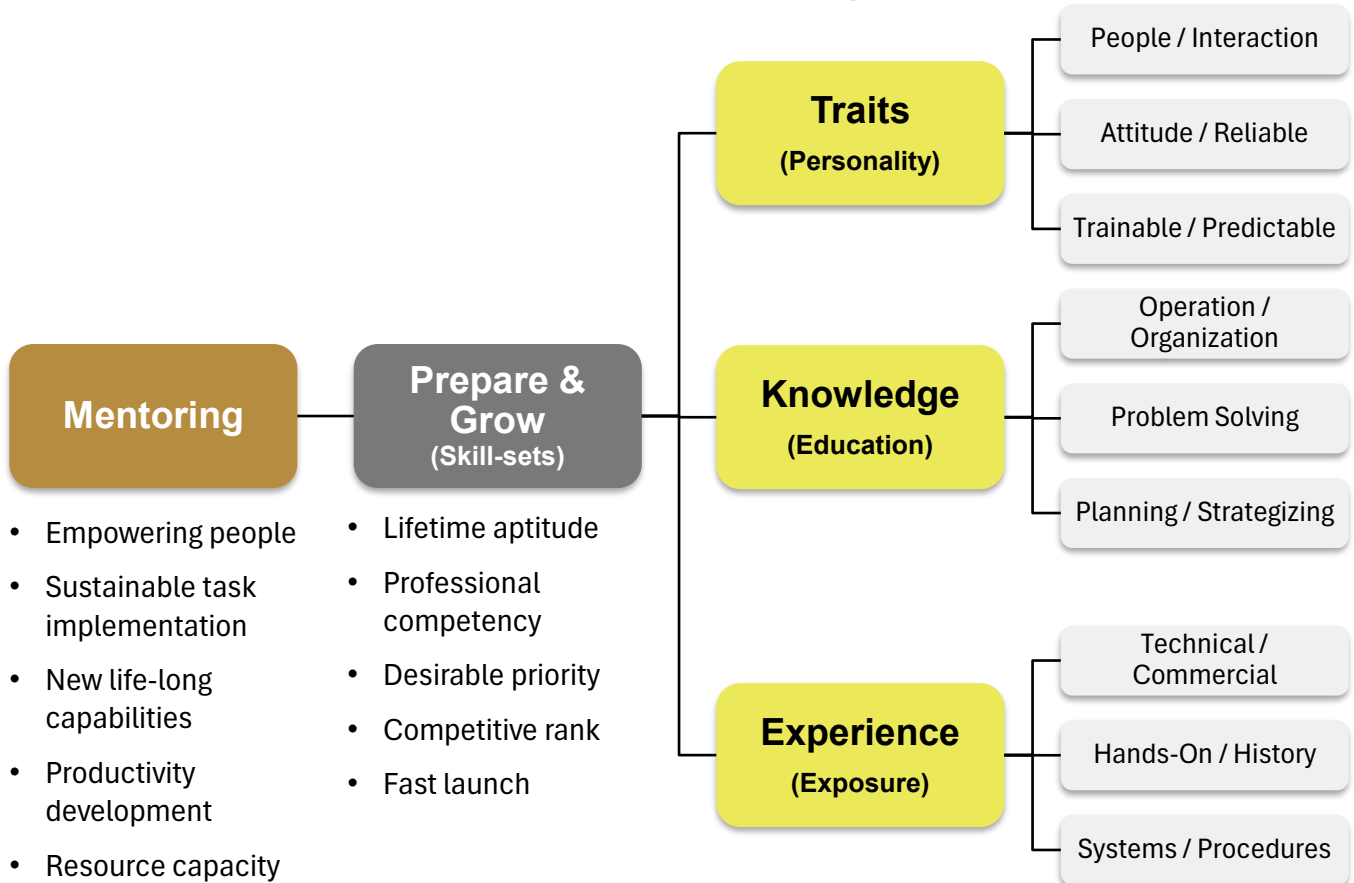 Mentoring
• Empowering people
• Sustainable task
implementation
• New life-long
capabilities
• Productivity
development
• Resource capacity
Prepare &
Grow
(Skill-sets)
• Lifetime aptitude
• Professional
competency
• Desirable priority
• Competitive rank
• Fast launch
Traits
(Personality)
People / Interaction
Attitude / Reliable
Trainable / Predictable
Knowledge
(Education)
Operation /
Organization
Problem Solving
Planning / Strategizing
Experience
(Exposure)
Technical /
Commercial
Hands-On / History
Systems / Procedures